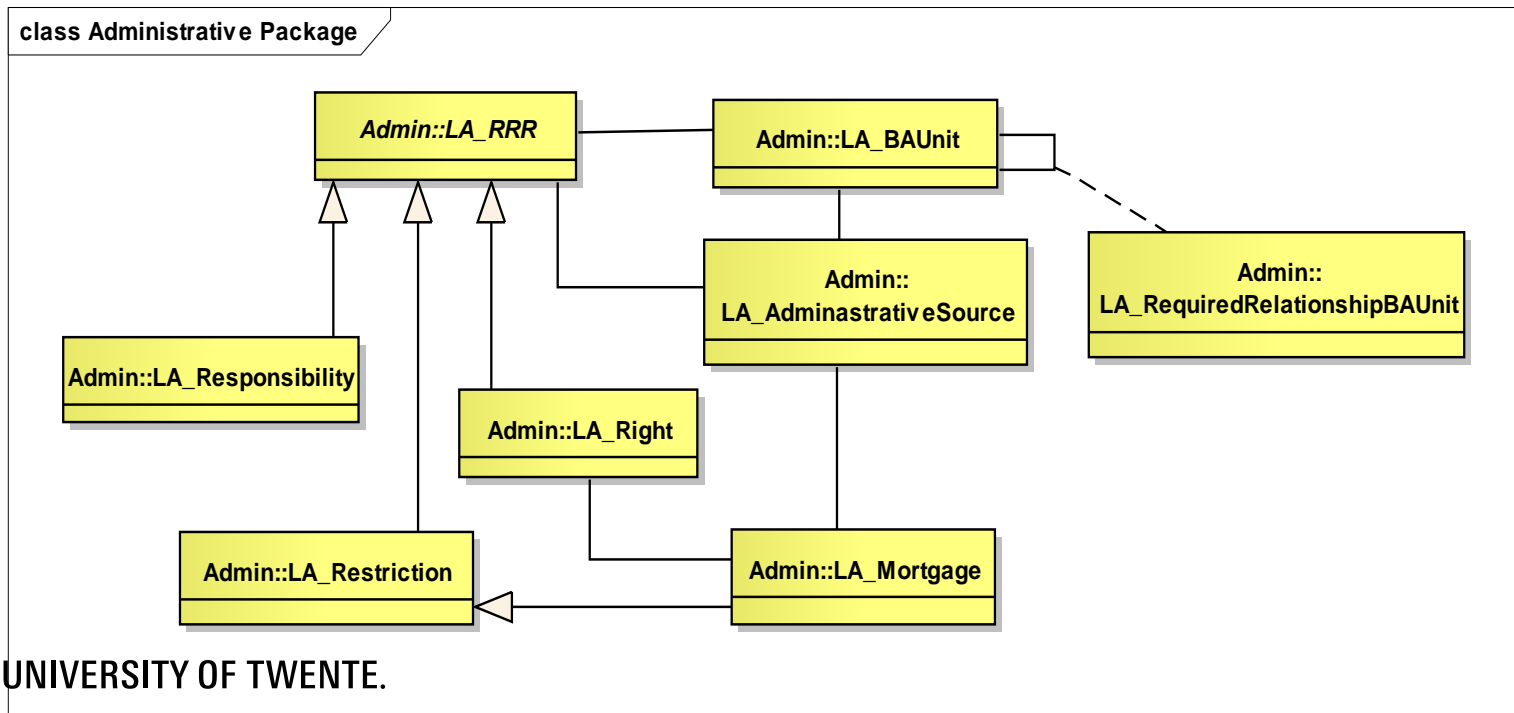 class Administrative Package
Admin::LA_RRR
Admin::LA_BAUnit
Admin::
LA_AdminastrativeSource
Admin::
LA_RequiredRelationshipBAUnit
Admin::LA_Responsibility
Admin::LA_Right
Admin::LA_Restriction
Admin::LA_Mortgage
UNIVERSITY OF TWENTE.